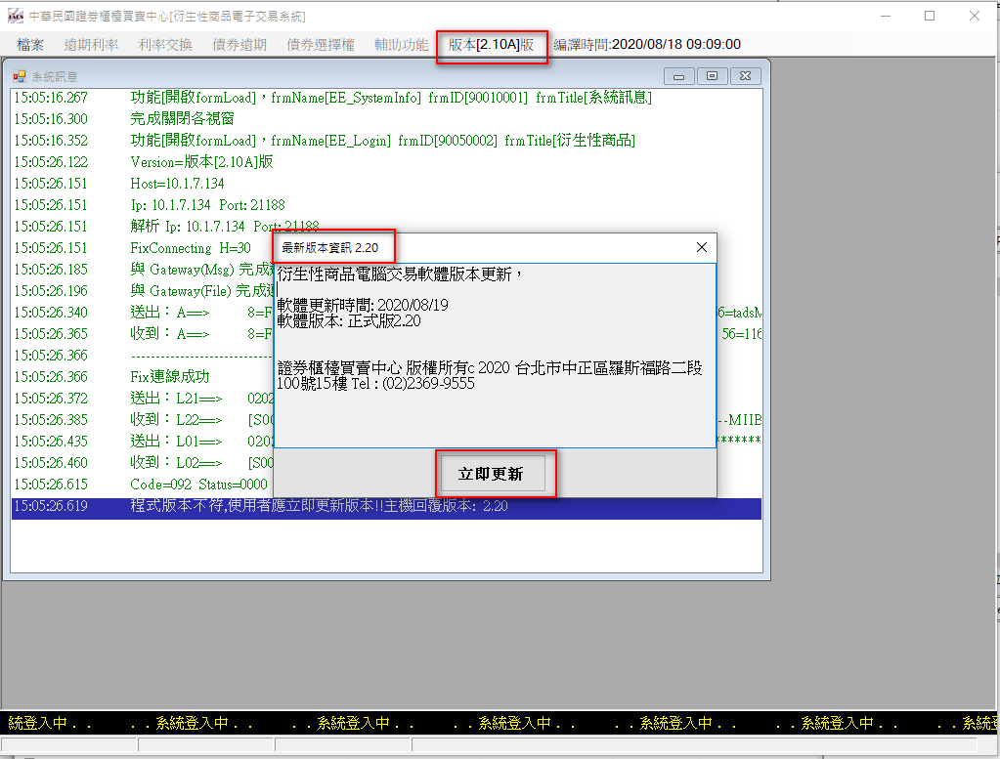 中華民國證券櫃檯買賣中心[衍生性商品電子交易系統]
檔案 遠期利率 利率交換 債券遠期 債券選擇權 輔助功能 版本[2.10A]版 編譯時間:2020/08/18 09:09:00
系統訊息
15:05:16.267 功能[開啟formLoad]，frmName[EE_SystemInfo] frmID[90010001] frmTitle[系統訊息]
15:05:16.300 完成關閉各視窗
15:05:16.352 功能[開啟formLoad]，frmName[EE_Login] frmID[90050002] frmTitle[衍生性商品]
15:05:26.122 Version=版本[2.10A]版
15:05:26.151 Host=10.1.7.134
15:05:26.151 Ip: 10.1.7.134 Port: 21188
15:05:26.151 解析 Ip: 10.1.7.134 Port: 21188
15:05:26.151 FixConnecting H=30
15:05:26.185 與 Gateway(Msg) 完成
15:05:26.196 與 Gateway(File) 完成
15:05:26.340 送出：A==> 8=F 6=tadsM
15:05:26.365 收到：A==> 8=F 56=116
15:05:26.366 ------------------------
15:05:26.366 Fix連線成功
15:05:26.372 送出：L21==> 0202
15:05:26.385 收到：L22==> [S00 --MIIB
15:05:26.435 送出：L01==> 0202 *******
15:05:26.460 收到：L02==> [S00
15:05:26.615 Code=092 Status=0000
15:05:26.619 程式版本不符,使用者應立即更新版本!!主機回覆版本: 2.20
最新版本資訊 2.20
衍生性商品電腦交易軟體版本更新，
軟體更新時間: 2020/08/19
軟體版本: 正式版2.20
證券櫃檯買賣中心 版權所有c 2020 台北市中正區羅斯福路二段
100號15樓 Tel : (02)2369-9555
立即更新
統登入中．． ．．系統登入中．． ．．系統登入中．． ．．系統登入中．． ．．系統登入中．． ．．系統登入中．． ．．系統